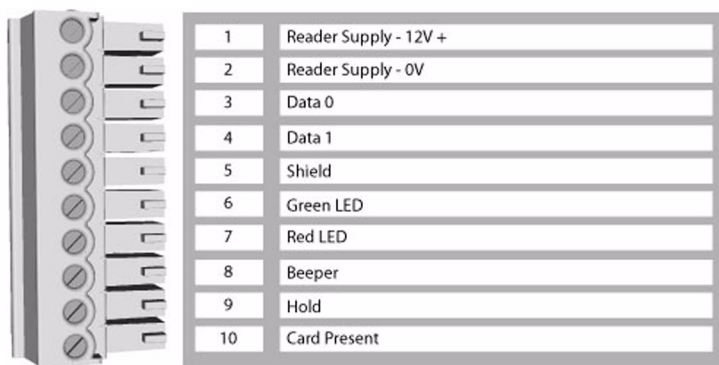 1 Reader Supply - 12V +
2 Reader Supply - 0V
3 Data 0
4 Data 1
5 Shield
6 Green LED
7 Red LED
8 Beeper
9 Hold
10 Card Present